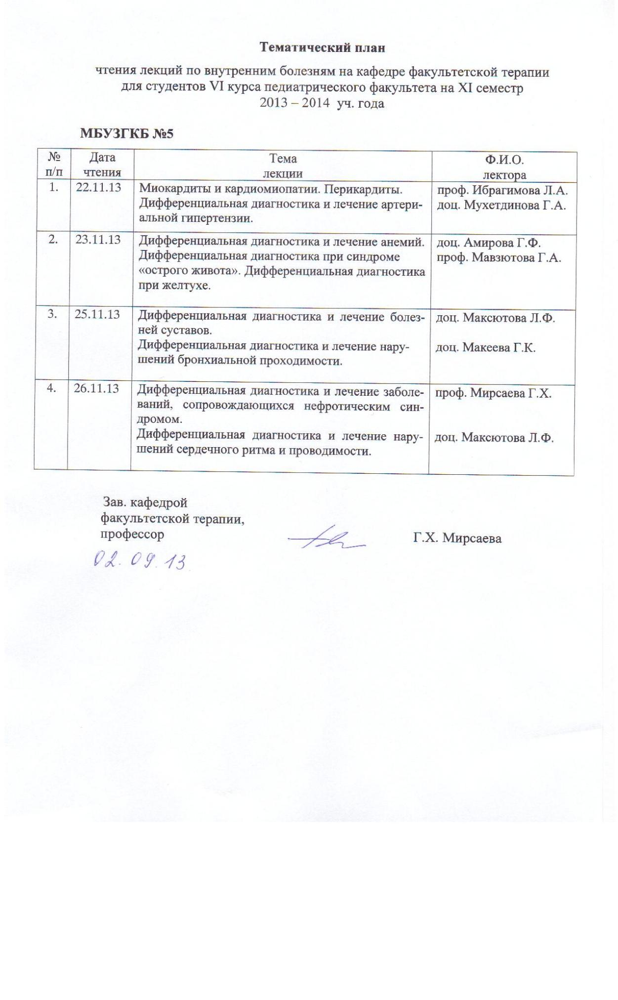 Тематический план
чтения лекций по внутренним болезням на кафедре факультетской терапии
для студентов VI курса педиатрического факультета на XI семестр
2013 – 2014 уч. года
МБУЗГКБ №5
№ п/п
Дата чтения
Тема лекции
Ф.И.О. лектора
1.
22.11.13
Миокардиты и кардиомиопатии. Перикардиты.
Дифференциальная диагностика и лечение артери-
альной гипертензии.
проф. Ибрагимова Л.А.
доц. Мухетдинова Г.А.
2.
23.11.13
Дифференциальная диагностика и лечение анемий.
Дифференциальная диагностика при синдроме
«острого живота». Дифференциальная диагностика
при желтухе.
доц. Амирова Г.Ф.
проф. Мавзютова Г.А.
3.
25.11.13
Дифференциальная диагностика и лечение болез-
ней суставов.
Дифференциальная диагностика и лечение нару-
шений бронхиальной проходимости.
доц. Максютова Л.Ф.
доц. Макеева Г.К.
4.
26.11.13
Дифференциальная диагностика и лечение заболе-
ваний, сопровождающихся нефротическим син-
дромом.
Дифференциальная диагностика и лечение нару-
шений сердечного ритма и проводимости.
проф. Мирсаева Г.Х.
доц. Максютова Л.Ф.
Зав. кафедрой
факультетской терапии,
профессор
Г.Х. Мирсаева
02.09.13